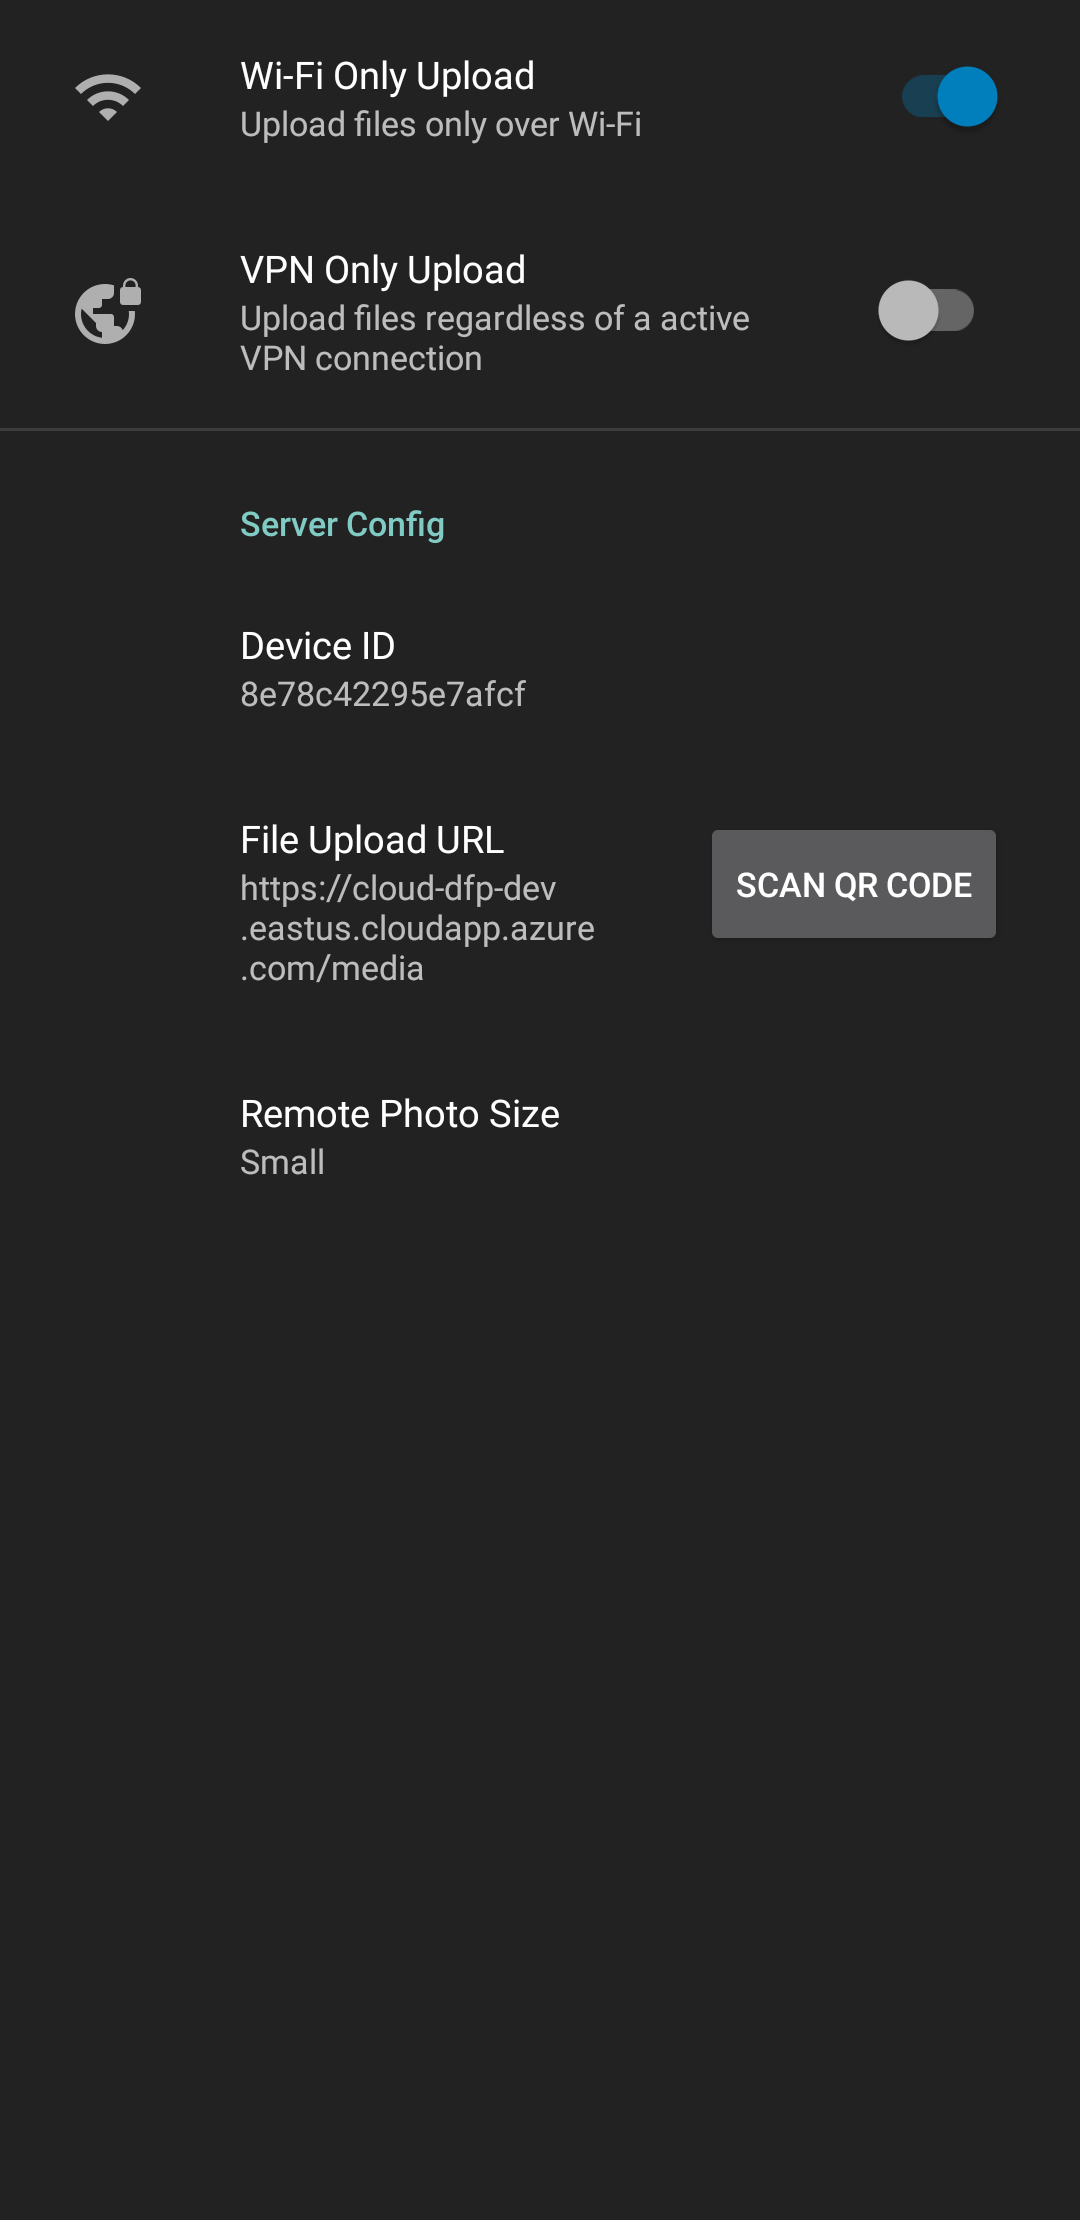 Wi-Fi Only Upload
Upload files only over Wi-Fi
VPN Only Upload
Upload files regardless of a active
VPN connection
Server Config
Device ID
8e78c42295e7afcf
File Upload URL
https://cloud-dfp-dev
.eastus.cloudapp.azure
.com/media
SCAN QR CODE
Remote Photo Size
Small